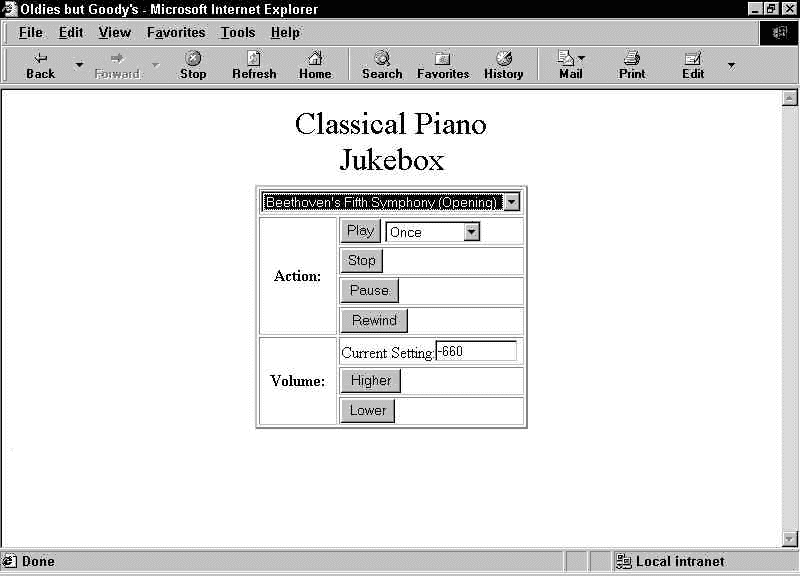 Oldies but Goody's - Microsoft Internet Explorer
File Edit View Favorites Tools Help
Back Forward Stop Refresh Home Search Favorites History Mail Print Edit
Classical Piano
Jukebox
Beethoven's Fifth Symphony (Opening)
Play Once
Stop
Action:
Pause
Rewind
Current Setting: -660
Volume:
Higher
Lower
Done Local intranet